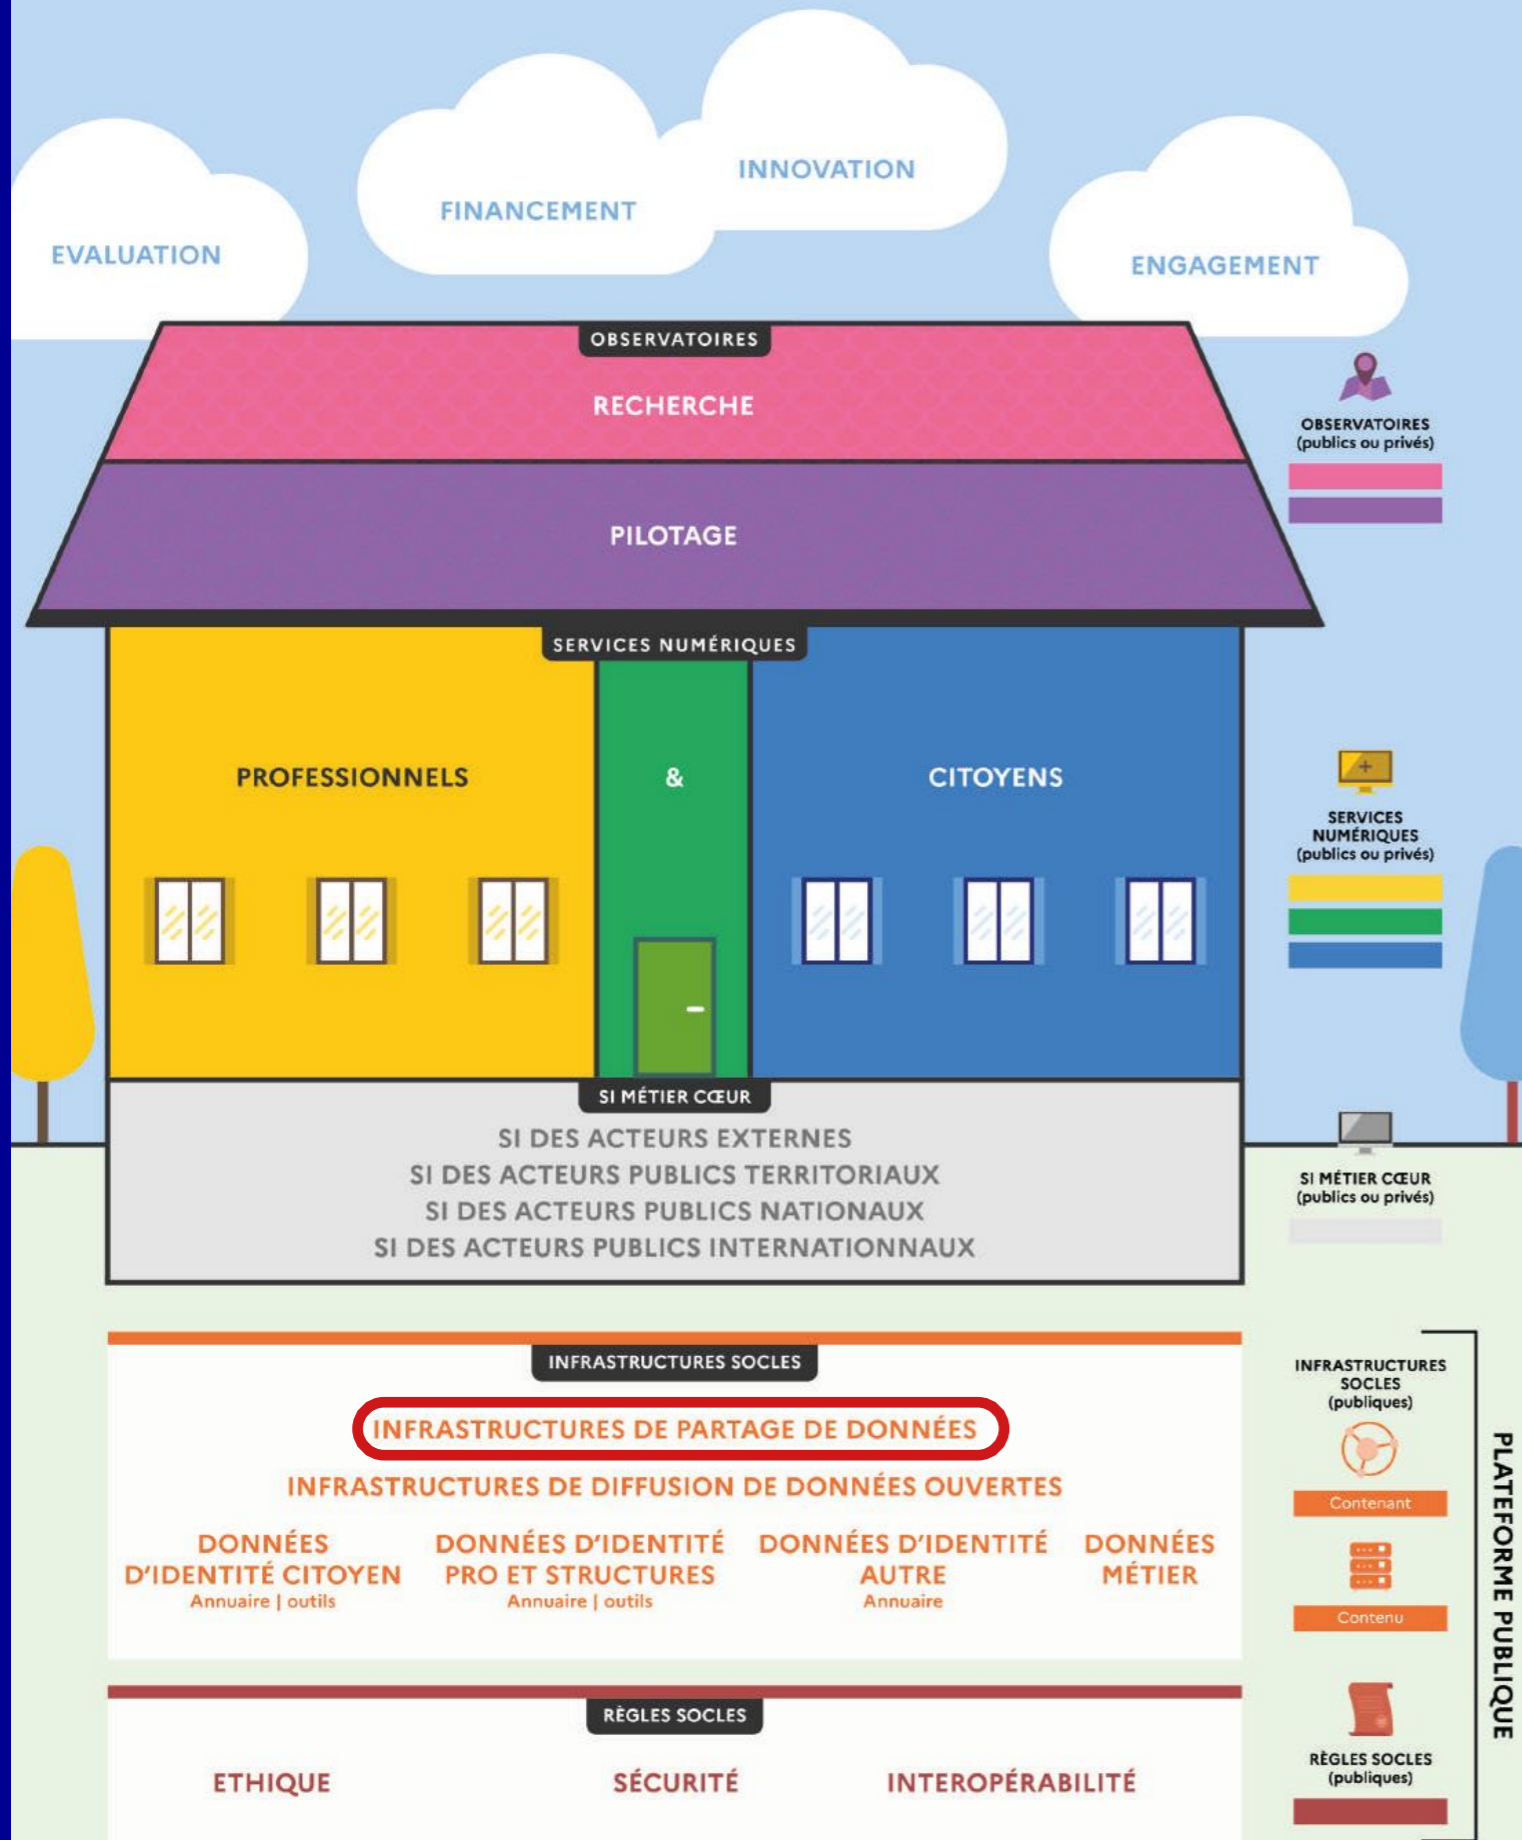 INNOVATION
FINANCEMENT
EVALUATION
ENGAGEMENT
OBSERVATOIRES
RECHERCHE
PILOTAGE
OBSERVATOIRES
(publics ou privés)
SERVICES NUMÉRIQUES
PROFESSIONNELS
&
CITOYENS
SERVICES
NUMÉRIQUES
(publics ou privés)
SI MÉTIER CŒUR
SI DES ACTEURS EXTERNES
SI DES ACTEURS PUBLICS TERRITORIAUX
SI DES ACTEURS PUBLICS NATIONAUX
SI DES ACTEURS PUBLICS INTERNATIONNAUX
SI MÉTIER CŒUR
(publics ou privés)
INFRASTRUCTURES SOCLES
INFRASTRUCTURES DE PARTAGE DE DONNÉES
INFRASTRUCTURES DE DIFFUSION DE DONNÉES OUVERTES
DONNÉES
D'IDENTITÉ CITOYEN
Annuaire | outils
DONNÉES D'IDENTITÉ
PRO ET STRUCTURES
Annuaire | outils
DONNÉES D'IDENTITÉ
AUTRE
Annuaire
DONNÉES
MÉTIER
INFRASTRUCTURES
SOCLES
(publiques)
Contenant
Contenu
PLATEFORME PUBLIQUE
RÈGLES SOCLES
ETHIQUE
SÉCURITÉ
INTEROPÉRABILITÉ
RÈGLES SOCLES
(publiques)